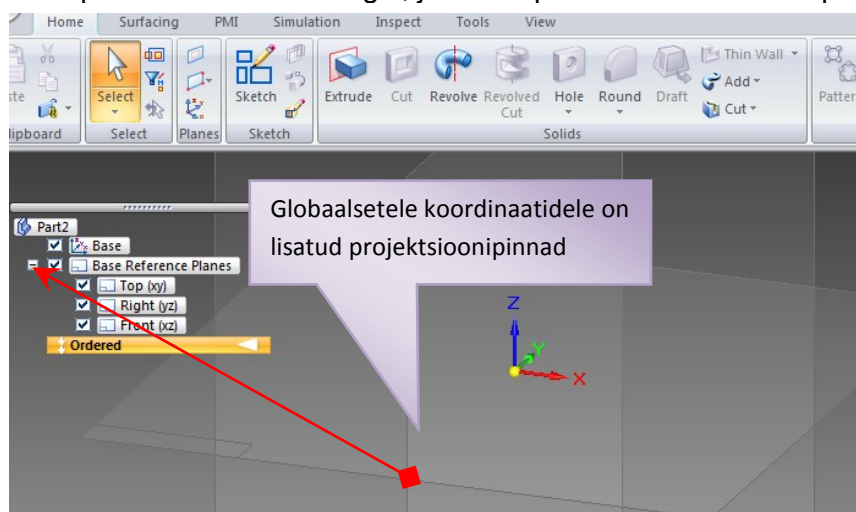 Home Surfacing PMI Simulation Inspect Tools View
Select
Sketch
Extrude Cut Revolve Revolved Cut Hole Round Draft
Thin Wall
Add
Cut
Select Planes Sketch Solids
Globaalsetele koordinaatidele on
lisatud projektsioonipinnad
Part2
Base
Base Reference Planes
Top (xy)
Right (yz)
Front (xz)
Ordered
Z
Y
X